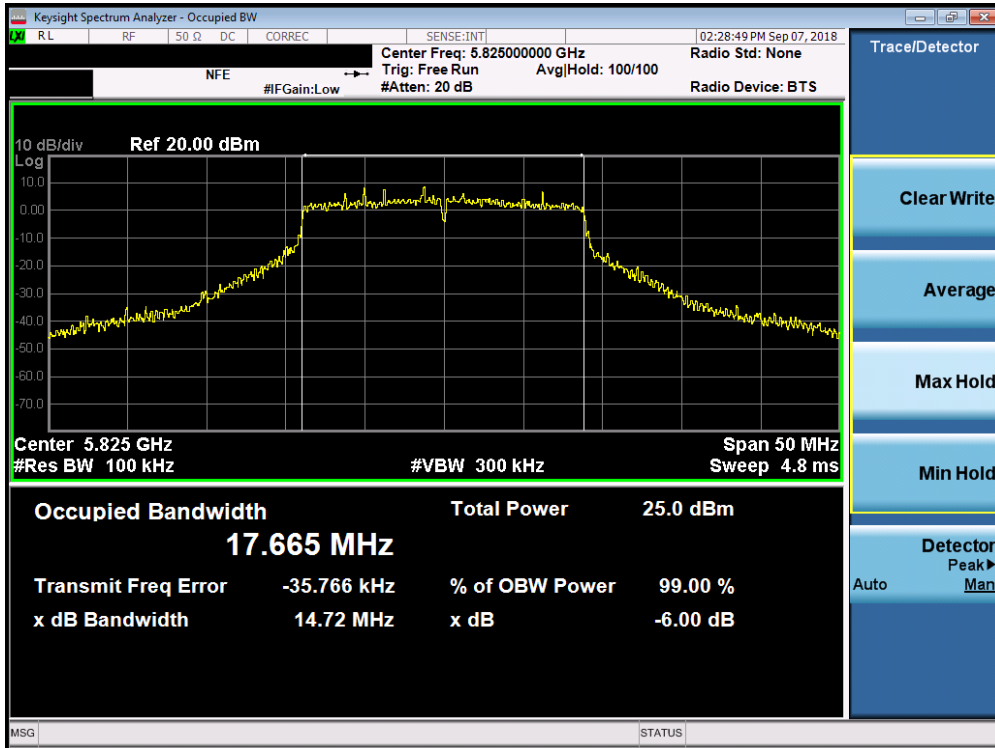 Keysight Spectrum Analyzer - Occupied BW
LXI RL RF 50 Ω DC CORREC SENSE:INT 02:28:49 PM Sep 07, 2018
Center Freq: 5.825000000 GHz Radio Std: None
NFE Trig: Free Run Avg|Hold: 100/100
#IFGain:Low #Atten: 20 dB Radio Device: BTS
Trace/Detector
10 dB/div Ref 20.00 dBm
Log
10.0
0.00
-10.0
-20.0
-30.0
-40.0
-50.0
-60.0
-70.0
Center 5.825 GHz Span 50 MHz
#Res BW 100 kHz #VBW 300 kHz Sweep 4.8 ms
Occupied Bandwidth Total Power 25.0 dBm
17.665 MHz
Transmit Freq Error -35.766 kHz % of OBW Power 99.00 %
x dB Bandwidth 14.72 MHz x dB -6.00 dB
Clear Write
Average
Max Hold
Min Hold
Detector
Peak▶
Auto Man
MSG STATUS